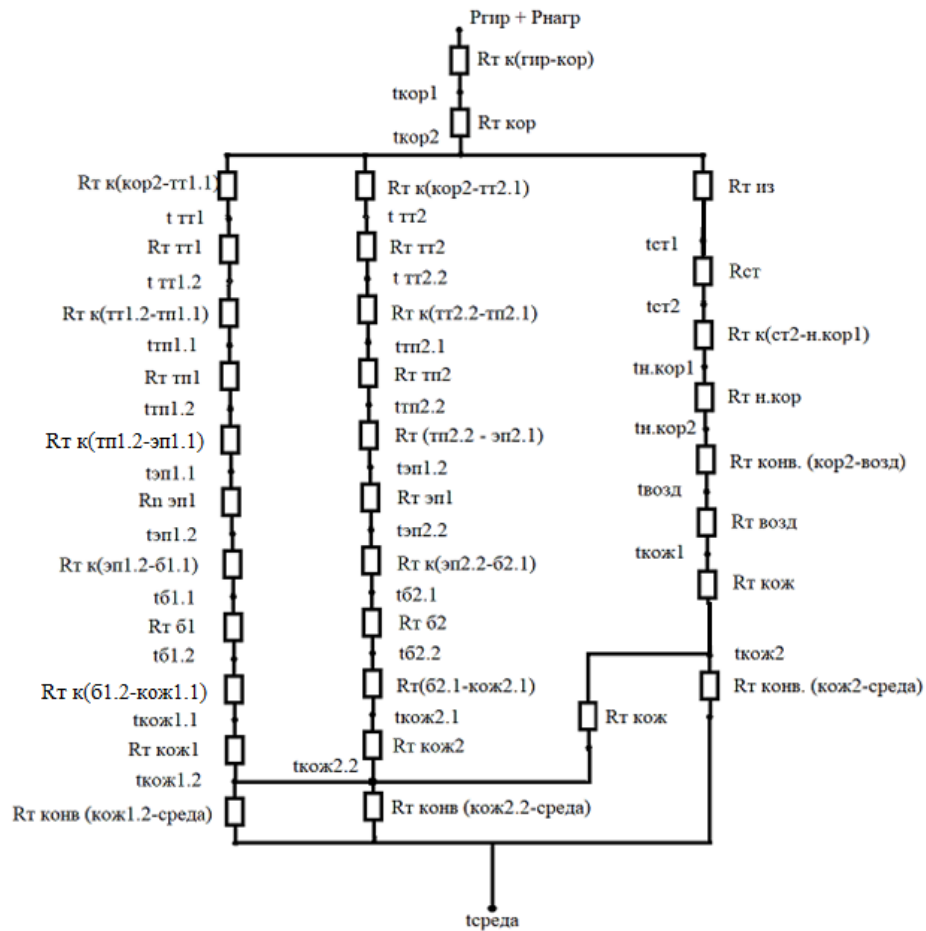 Pгир + Pнагр
Rт к(гир-кор)
tкор1
Rт кор
tкор2
Rт к(кор2-тт1.1)
t тт1
Rт тт1
t тт1.2
Rт к(тт1.2-тп1.1)
tтп1.1
Rт тп1
tтп1.2
Rт к(тп1.2-эп1.1)
tэп1.1
Rп эп1
tэп1.2
Rт к(эп1.2-б1.1)
tб1.1
Rт б1
tб1.2
Rт к(б1.2-кож1.1)
tкож1.1
Rт кож1
tкож1.2
Rт конв (кож1.2-среда)
Rт к(кор2-тт2.1)
t тт2
Rт тт2
t тт2.2
Rт к(тт2.2-тп2.1)
tтп2.1
Rт тп2
tтп2.2
Rт (тп2.2 - эп2.1)
tэп1.2
Rт эп1
tэп2.2
Rт к(эп2.2-б2.1)
tб2.1
Rт б2
tб2.2
Rт(б2.1-кож2.1)
tкож2.1
Rт кож2
tкож2.2
Rт конв (кож2.2-среда)
Rт из
tст1
Rст
tст2
Rт к(ст2-н.кор1)
tн.кор1
Rт н.кор
tн.кор2
Rт конв. (кор2-возд)
tвозд
Rт возд
tкож1
Rт кож
tкож2
Rт конв. (кож2-среда)
Rт кож
tсреда